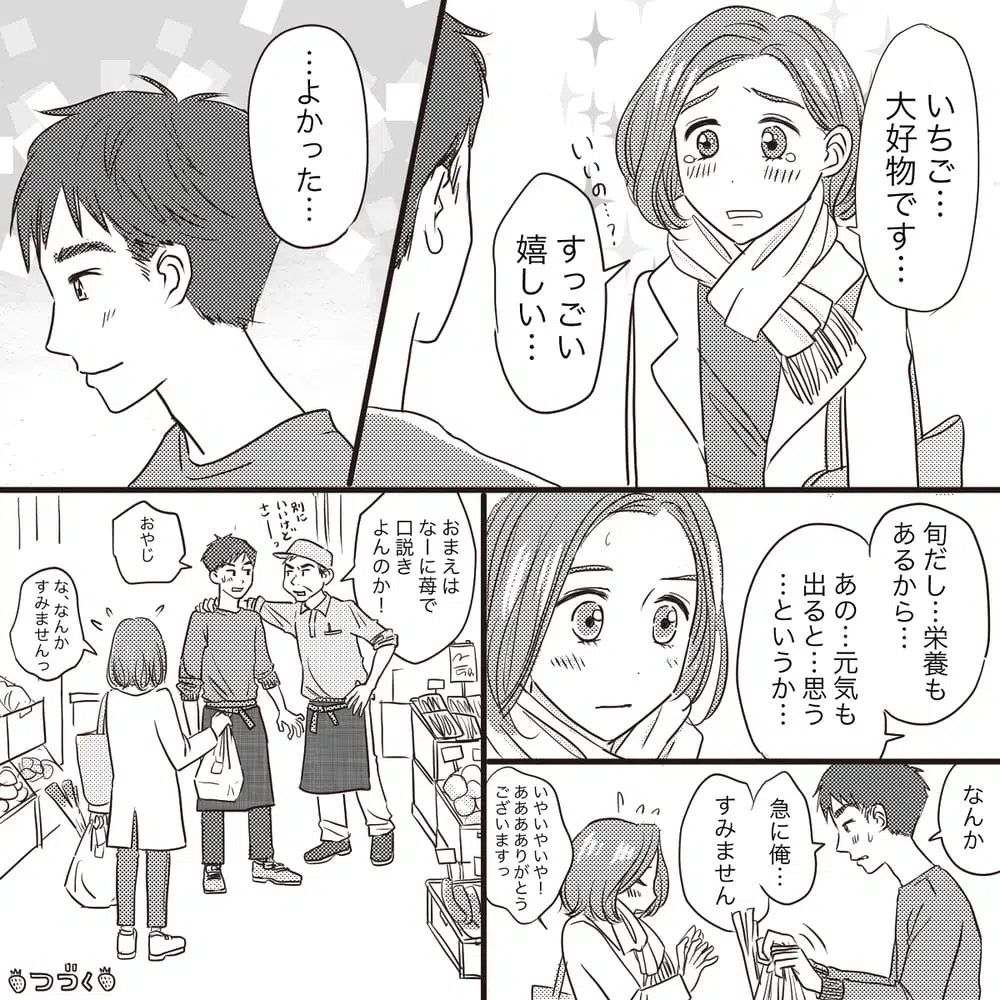 いちご…
大好物です…
いいの…?
すっごい
嬉しい…
…よかった…
旬だし…栄養も
あるから…
あの…元気も
出ると…思う
…というか…
なんか
急に俺…
すみません
いやいやいや！
ああああありがとう
ございますっ
おまえは
なーに苺で
口説き
よんのか！
別に
いいけど
さーっ
おやじ
な、なんか
すみませんっ
つづく